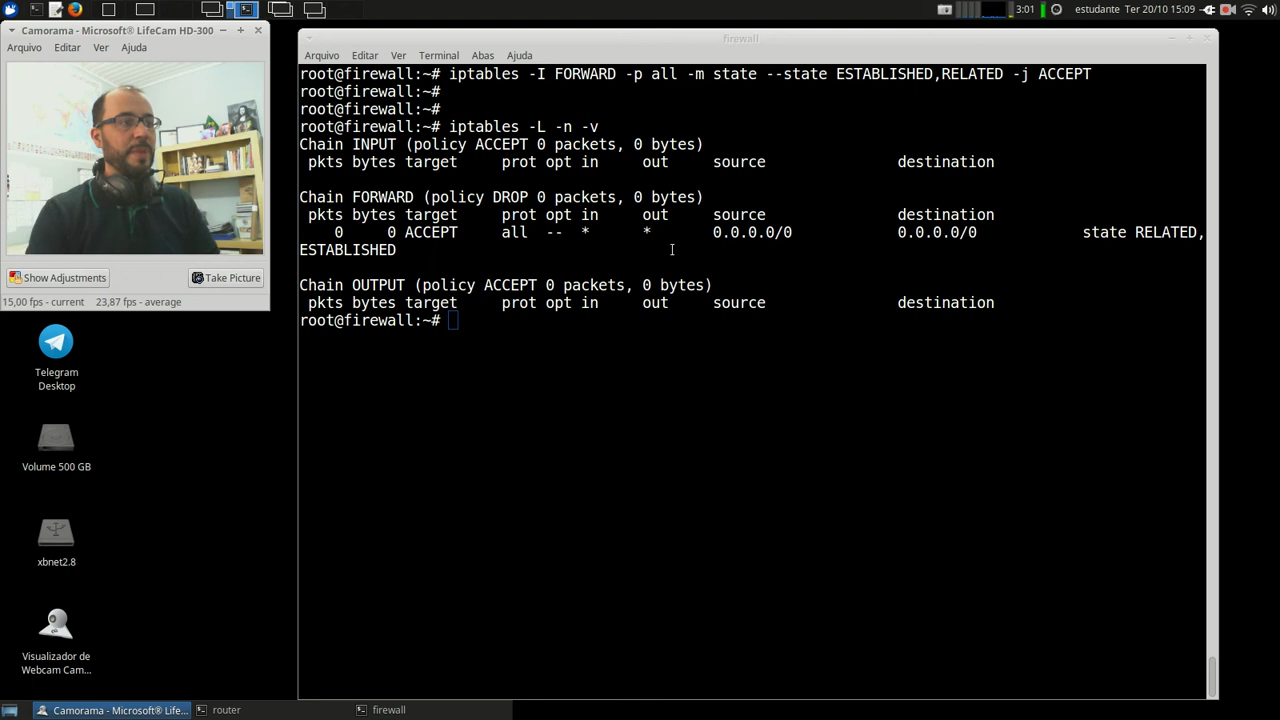 3:01
estudante
Ter 20/10 15:09
Camorama - Microsoft® LifeCam HD-300
Arquivo Editar Ver Ajuda
Show Adjustments
Take Picture
15,00 fps - current 23,87 fps - average
Telegram
Desktop
Volume 500 GB
xbnet2.8
Visualizador de
Webcam Cam...
firewall
Arquivo Editar Ver Terminal Abas Ajuda
root@firewall:~# iptables -I FORWARD -p all -m state --state ESTABLISHED,RELATED -j ACCEPT
root@firewall:~#
root@firewall:~#
root@firewall:~# iptables -L -n -v
Chain INPUT (policy ACCEPT 0 packets, 0 bytes)
pkts bytes target prot opt in out source destination
Chain FORWARD (policy DROP 0 packets, 0 bytes)
pkts bytes target prot opt in out source destination
0 0 ACCEPT all -- * * 0.0.0.0/0 0.0.0.0/0 state RELATED,
ESTABLISHED
Chain OUTPUT (policy ACCEPT 0 packets, 0 bytes)
pkts bytes target prot opt in out source destination
root@firewall:~#
Camorama - Microsoft® Life...
router
firewall